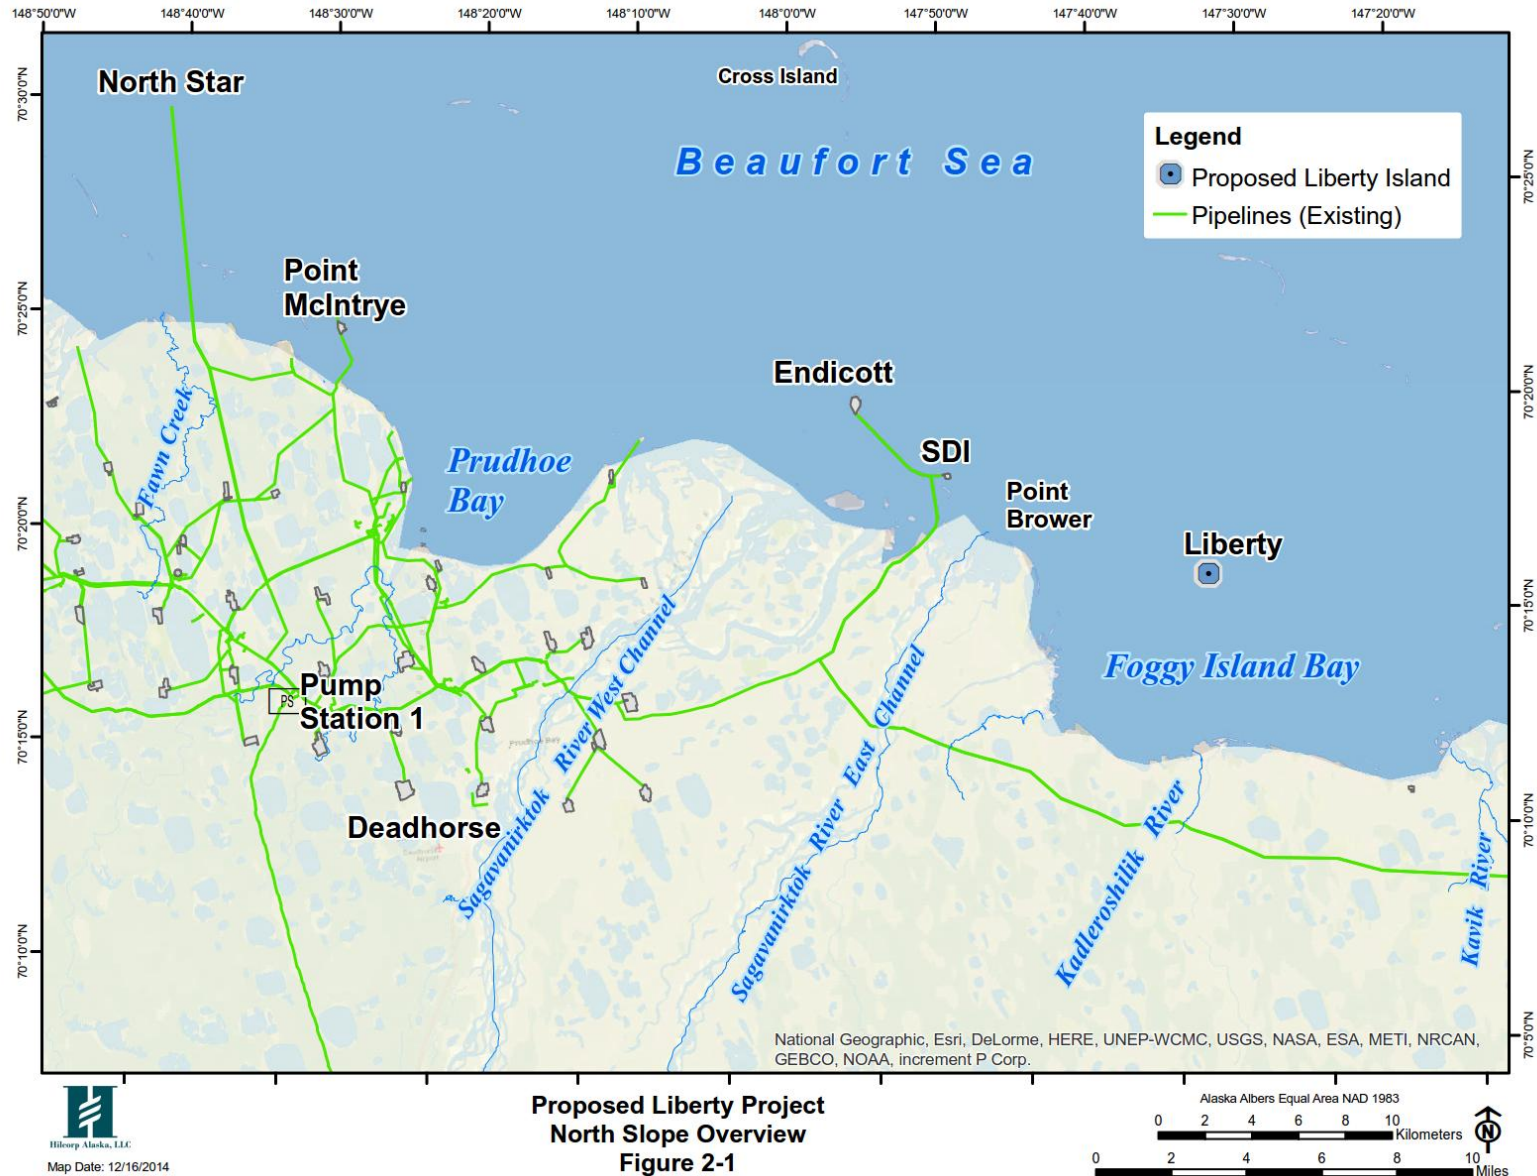 148°50'0"W 148°40'0"W 148°30'0"W 148°20'0"W 148°10'0"W 148°0'0"W 147°50'0"W 147°40'0"W 147°30'0"W 147°20'0"W
North Star
Cross Island
70°30'0"N
Beaufort Sea
Legend
Proposed Liberty Island
Pipelines (Existing)
70°25'0"N
Point
McIntrye
70°25'0"N
Endicott
70°20'0"N
Fawn Creek
Prudhoe
Bay
SDI
Point
Brower
70°20'0"N
Liberty
70°15'0"N
Foggy Island Bay
Pump
Station 1
PS
70°15'0"N
Prudhoe Bay
Sagavanirktok River West Channel
Sagavanirktok River East Channel
Kadleroshilik River
Kavik River
70°10'0"N
Deadhorse
Deadhorse
Airport
70°10'0"N
70°5'0"N
National Geographic, Esri, DeLorme, HERE, UNEP-WCMC, USGS, NASA, ESA, METI, NRCAN,
GEBCO, NOAA, increment P Corp.
H
Hilcorp Alaska, LLC
Map Date: 12/16/2014
Proposed Liberty Project
North Slope Overview
Figure 2-1
Alaska Albers Equal Area NAD 1983
0 2 4 6 8 10 Kilometers
N
0 2 4 6 8 10 Miles